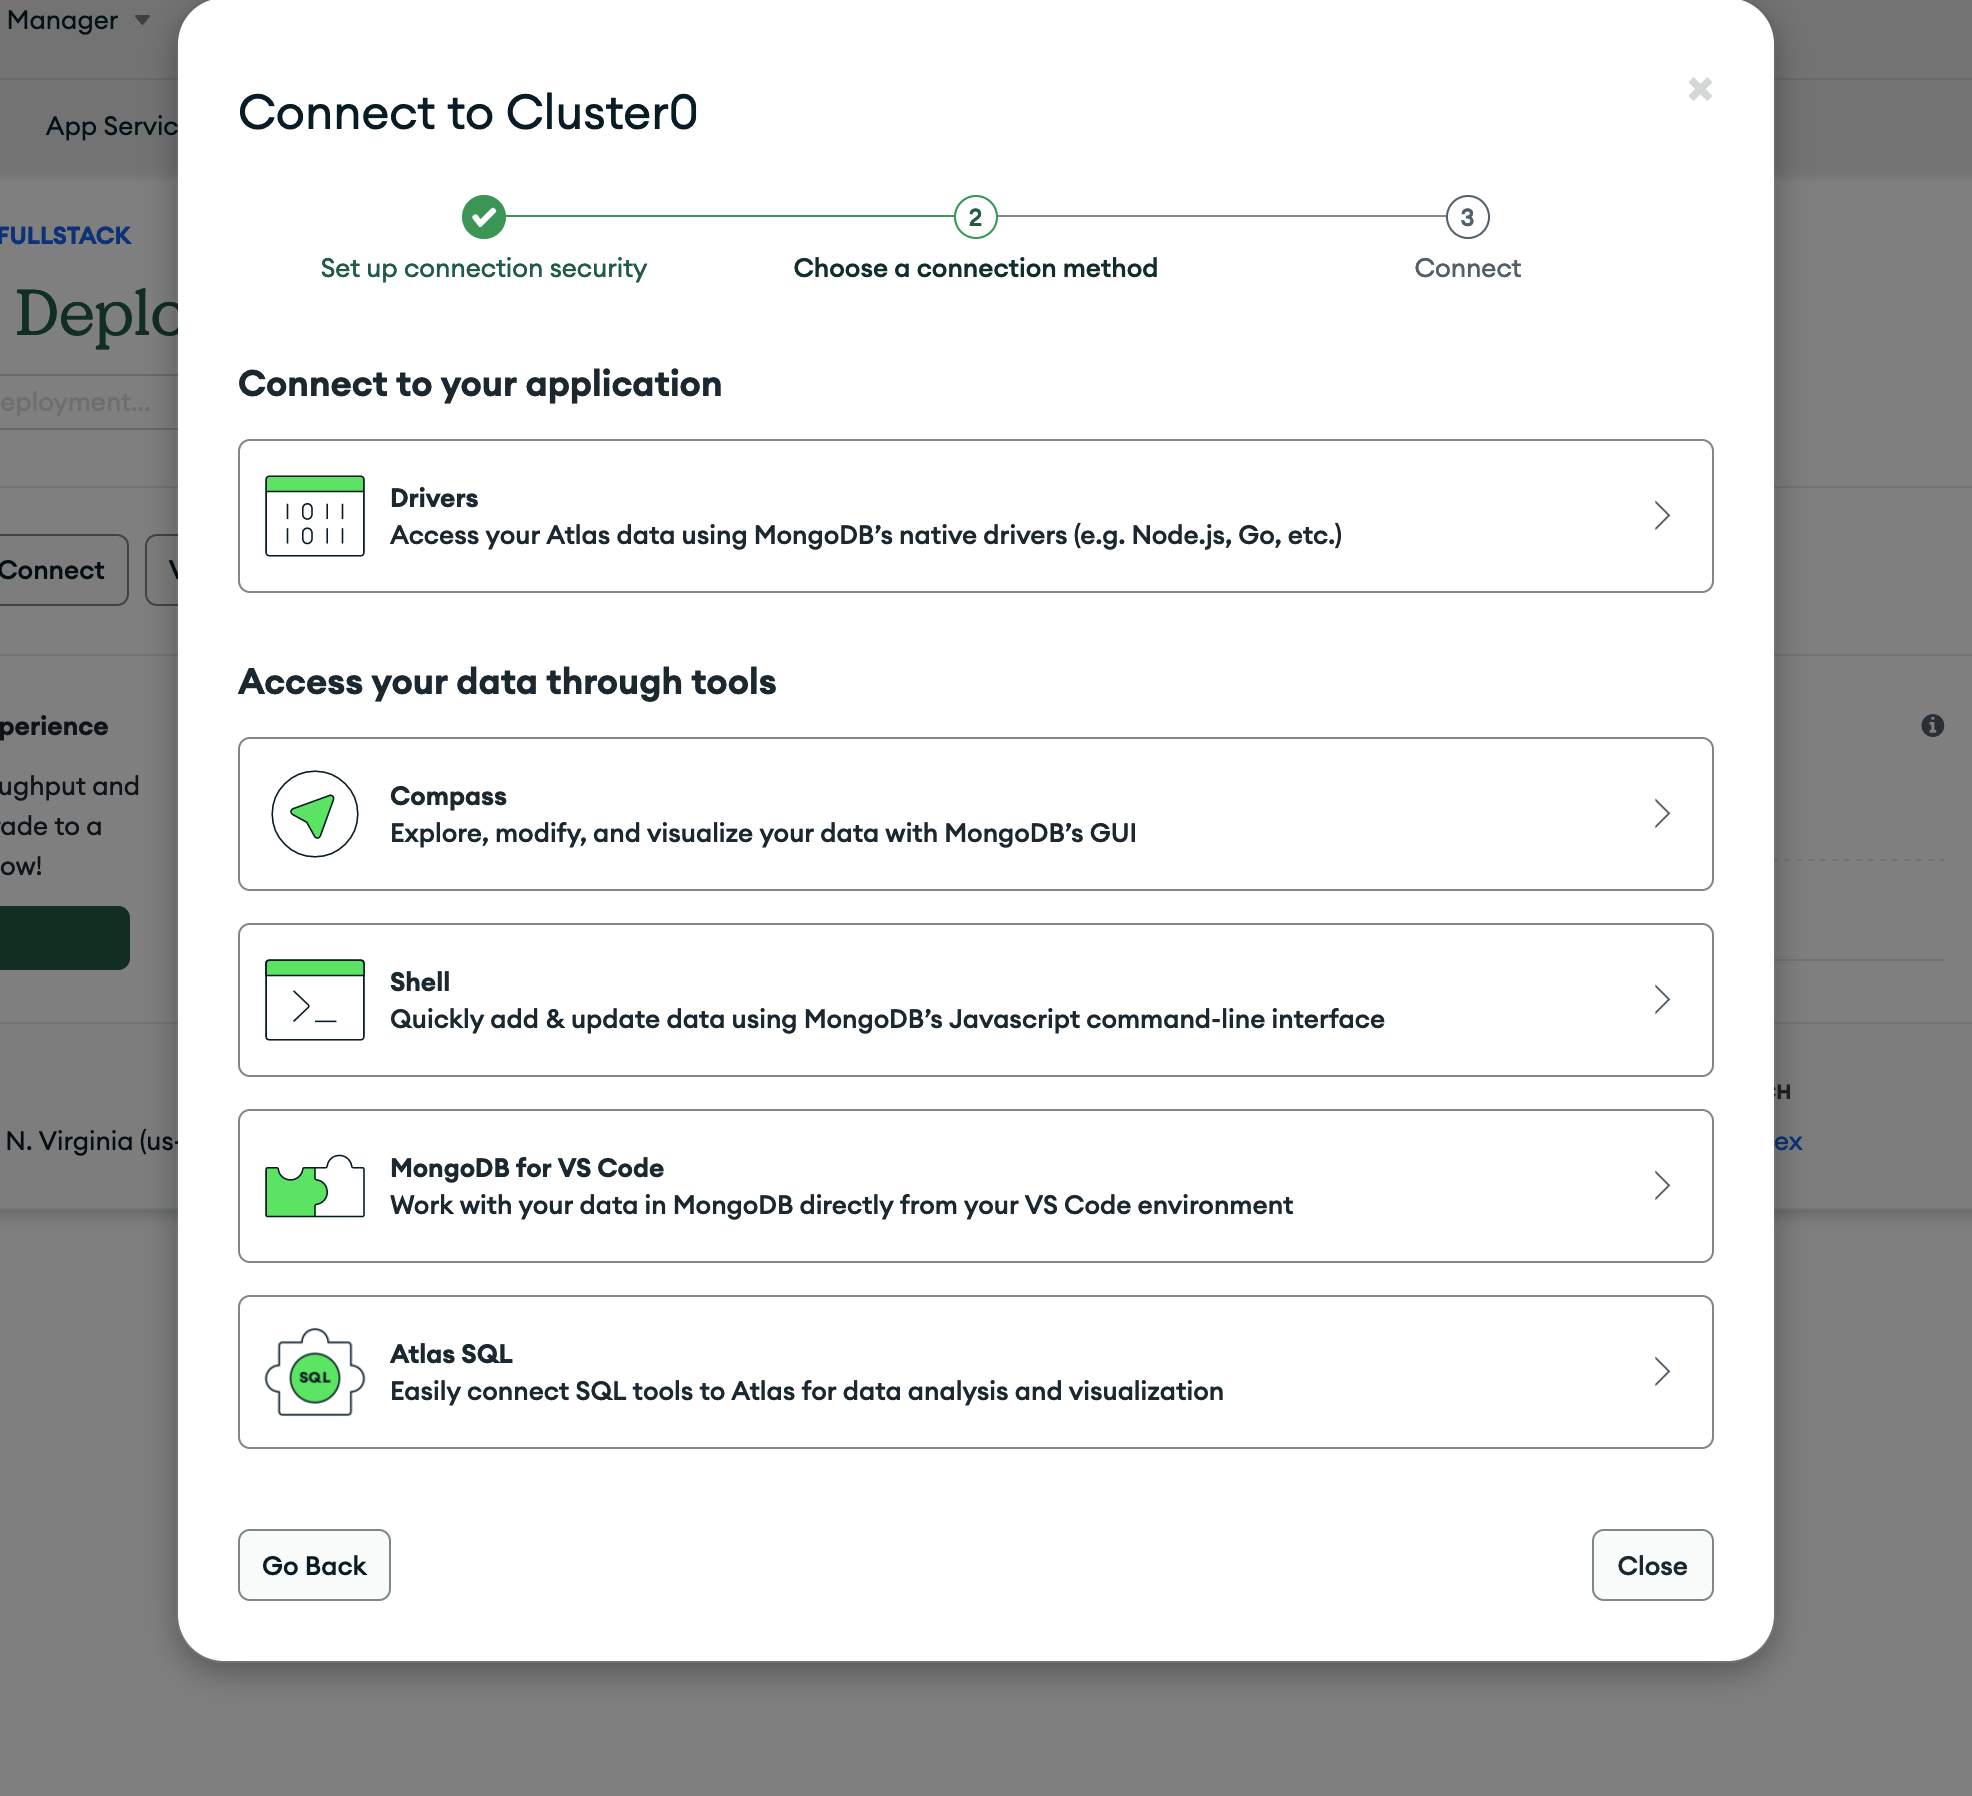 Manager
App Servic
FULLSTACK
Deplo
eployment...
Connect
V
perience
ughput and
ade to a
ow!
N. Virginia (us-
Connect to Cluster0
2
3
Set up connection security
Choose a connection method
Connect
Connect to your application
1011
1011
Drivers
Access your Atlas data using MongoDB’s native drivers (e.g. Node.js, Go, etc.)
Access your data through tools
Compass
Explore, modify, and visualize your data with MongoDB’s GUI
>_
Shell
Quickly add & update data using MongoDB’s Javascript command-line interface
MongoDB for VS Code
Work with your data in MongoDB directly from your VS Code environment
SQL
Atlas SQL
Easily connect SQL tools to Atlas for data analysis and visualization
Go Back
Close
CH
ex